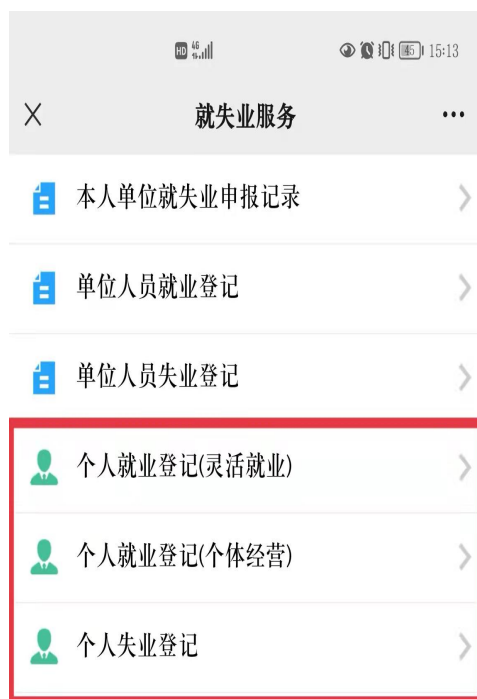 HD 4G 45 15:13
就失业服务
本人单位就失业申报记录
单位人员就业登记
单位人员失业登记
个人就业登记(灵活就业)
个人就业登记(个体经营)
个人失业登记